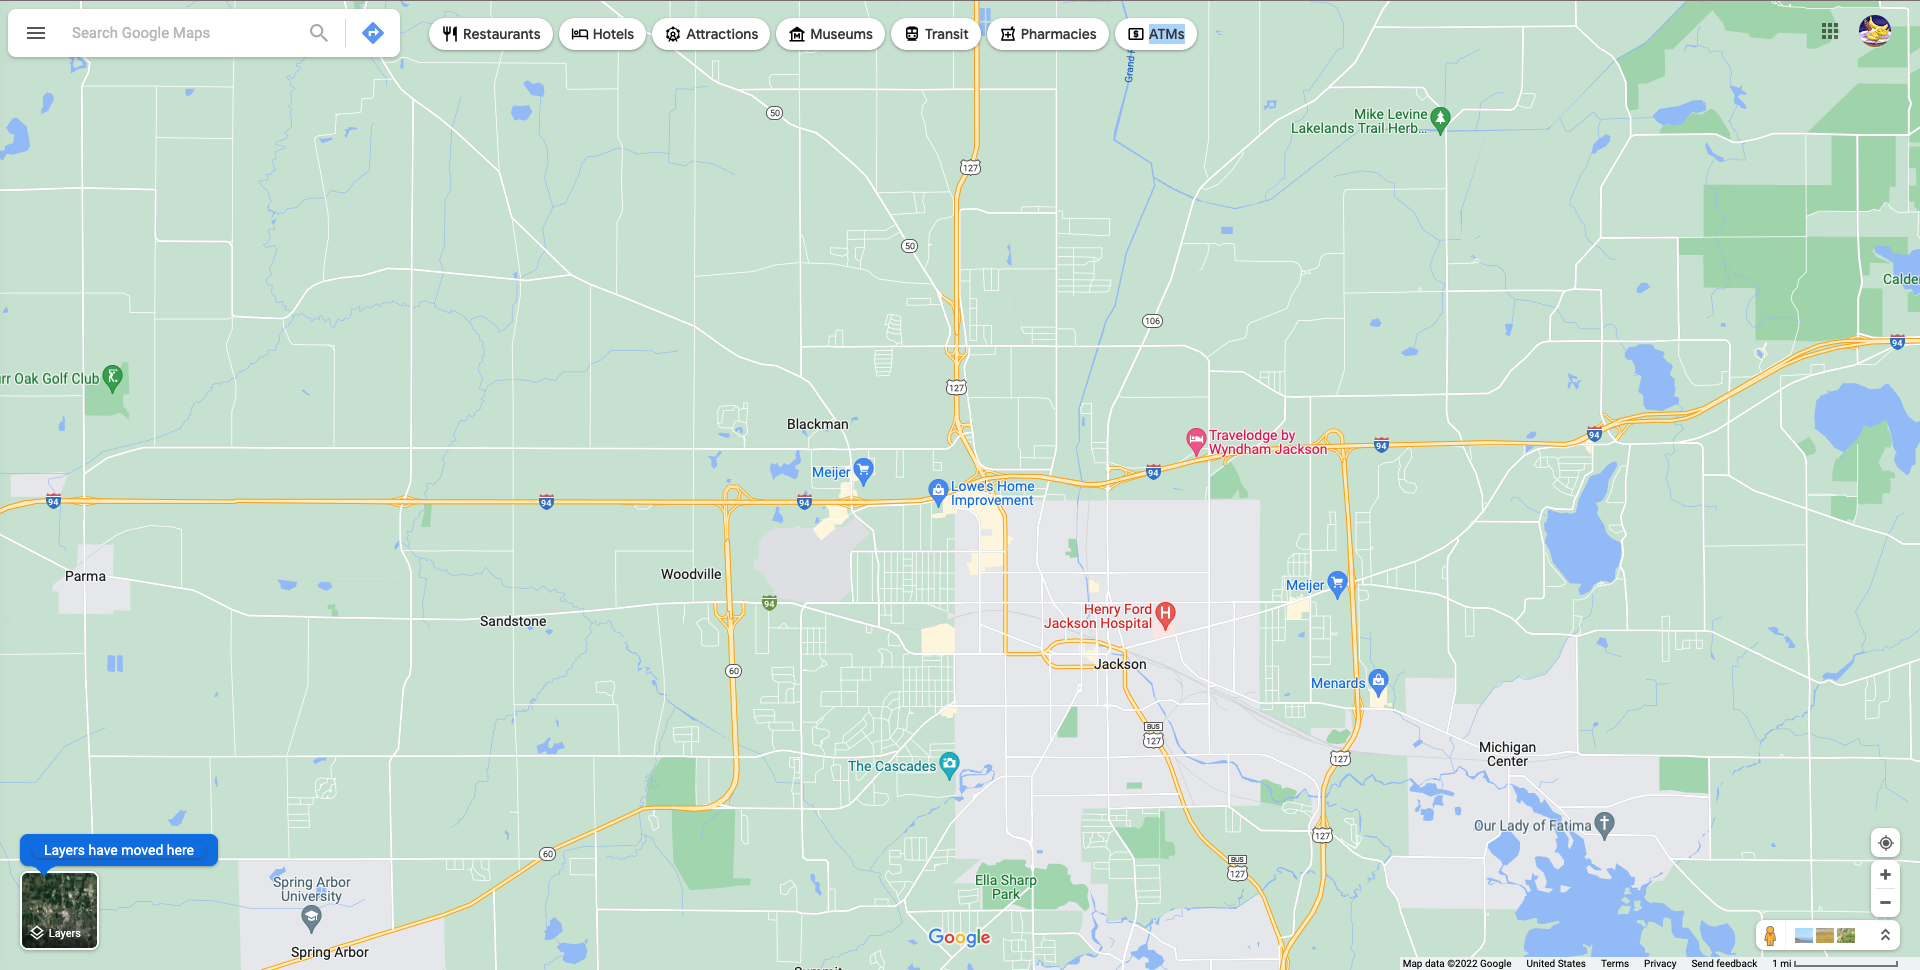 Search Google Maps
Restaurants
Hotels
Attractions
Museums
Transit
Pharmacies
ATMs
50
127
Mike Levine
Lakelands Trail Herb...
50
106
Calder
94
127
rr Oak Golf Club
Blackman
Travelodge by
Wyndham Jackson
94
94
94
Meijer
Lowe's Home
Improvement
94
94
94
Parma
Woodville
94
Sandstone
Meijer
Henry Ford
Jackson Hospital
H
Jackson
60
Menards
BUS
127
127
Michigan
Center
The Cascades
127
Our Lady of Fatima
60
BUS
127
Layers have moved here
Spring Arbor
University
Ella Sharp
Park
Layers
Spring Arbor
Google
Map data ©2022 Google
United States
Terms
Privacy
Send feedback
1 mi